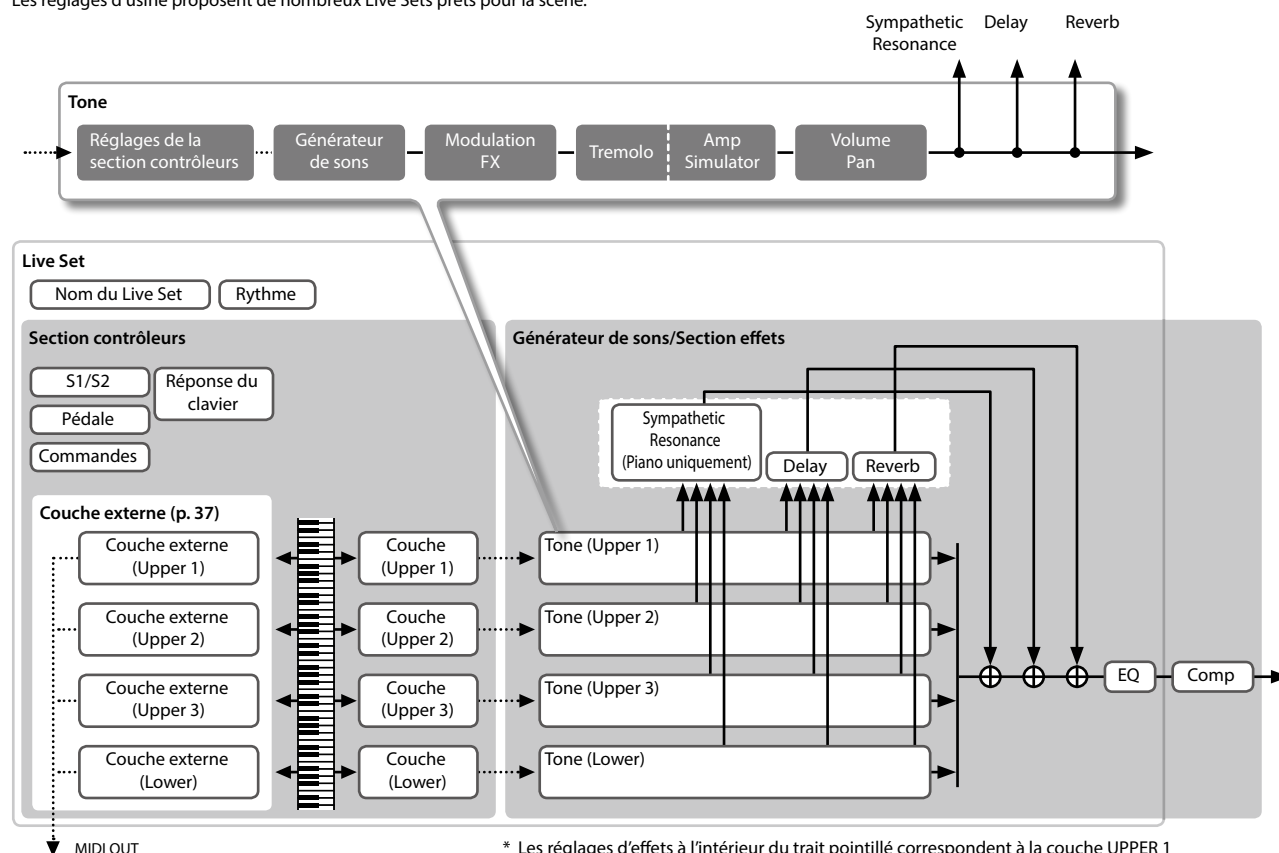 Les réglages d'usine proposent de nombreux Live Sets prêts pour la scène.
Sympathetic
Resonance
Delay
Reverb
Tone
Réglages de la
section contrôleurs
Générateur
de sons
Modulation
FX
Tremolo
Amp
Simulator
Volume
Pan
Live Set
Nom du Live Set
Rythme
Section contrôleurs
S1/S2
Réponse du
clavier
Pédale
Commandes
Générateur de sons/Section effets
Sympathetic
Resonance
(Piano uniquement)
Delay
Reverb
Couche externe (p. 37)
Couche externe
(Upper 1)
Couche
(Upper 1)
Tone (Upper 1)
Couche externe
(Upper 2)
Couche
(Upper 2)
Tone (Upper 2)
Couche externe
(Upper 3)
Couche
(Upper 3)
Tone (Upper 3)
EQ
Comp
Couche externe
(Lower)
Couche
(Lower)
Tone (Lower)
MIDI OUT
* Les réglages d'effets à l'intérieur du trait pointillé correspondent à la couche UPPER 1